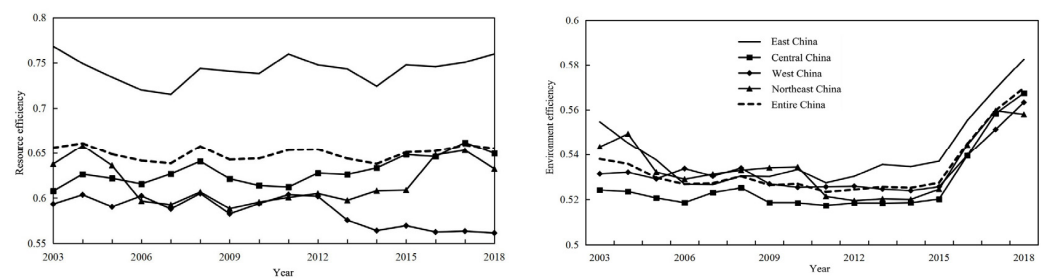 0.8
0.75
0.7
0.65
0.6
0.55
Resource efficiency
2003 2006 2009 2012 2015 2018
Year
0.6
0.58
0.56
0.54
0.52
0.5
Environment efficiency
East China
Central China
West China
Northeast China
Entire China
2003 2006 2009 2012 2015 2018
Year